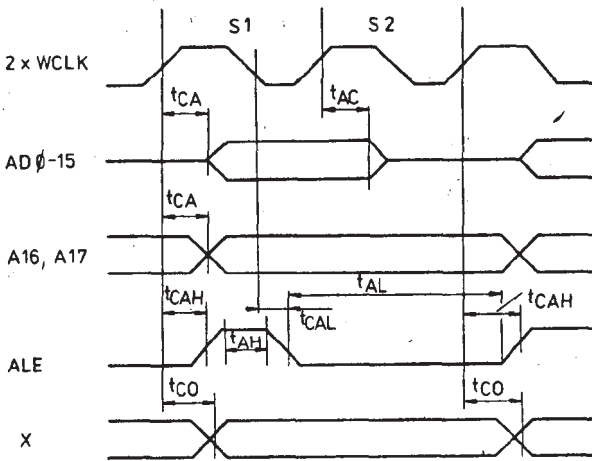 S1 S2
2 x WCLK
tCA tAC
ADØ-15
tCA
A16, A17
tAL
tCAH tCAL tCAH
tAH
ALE
tCO tCO
X